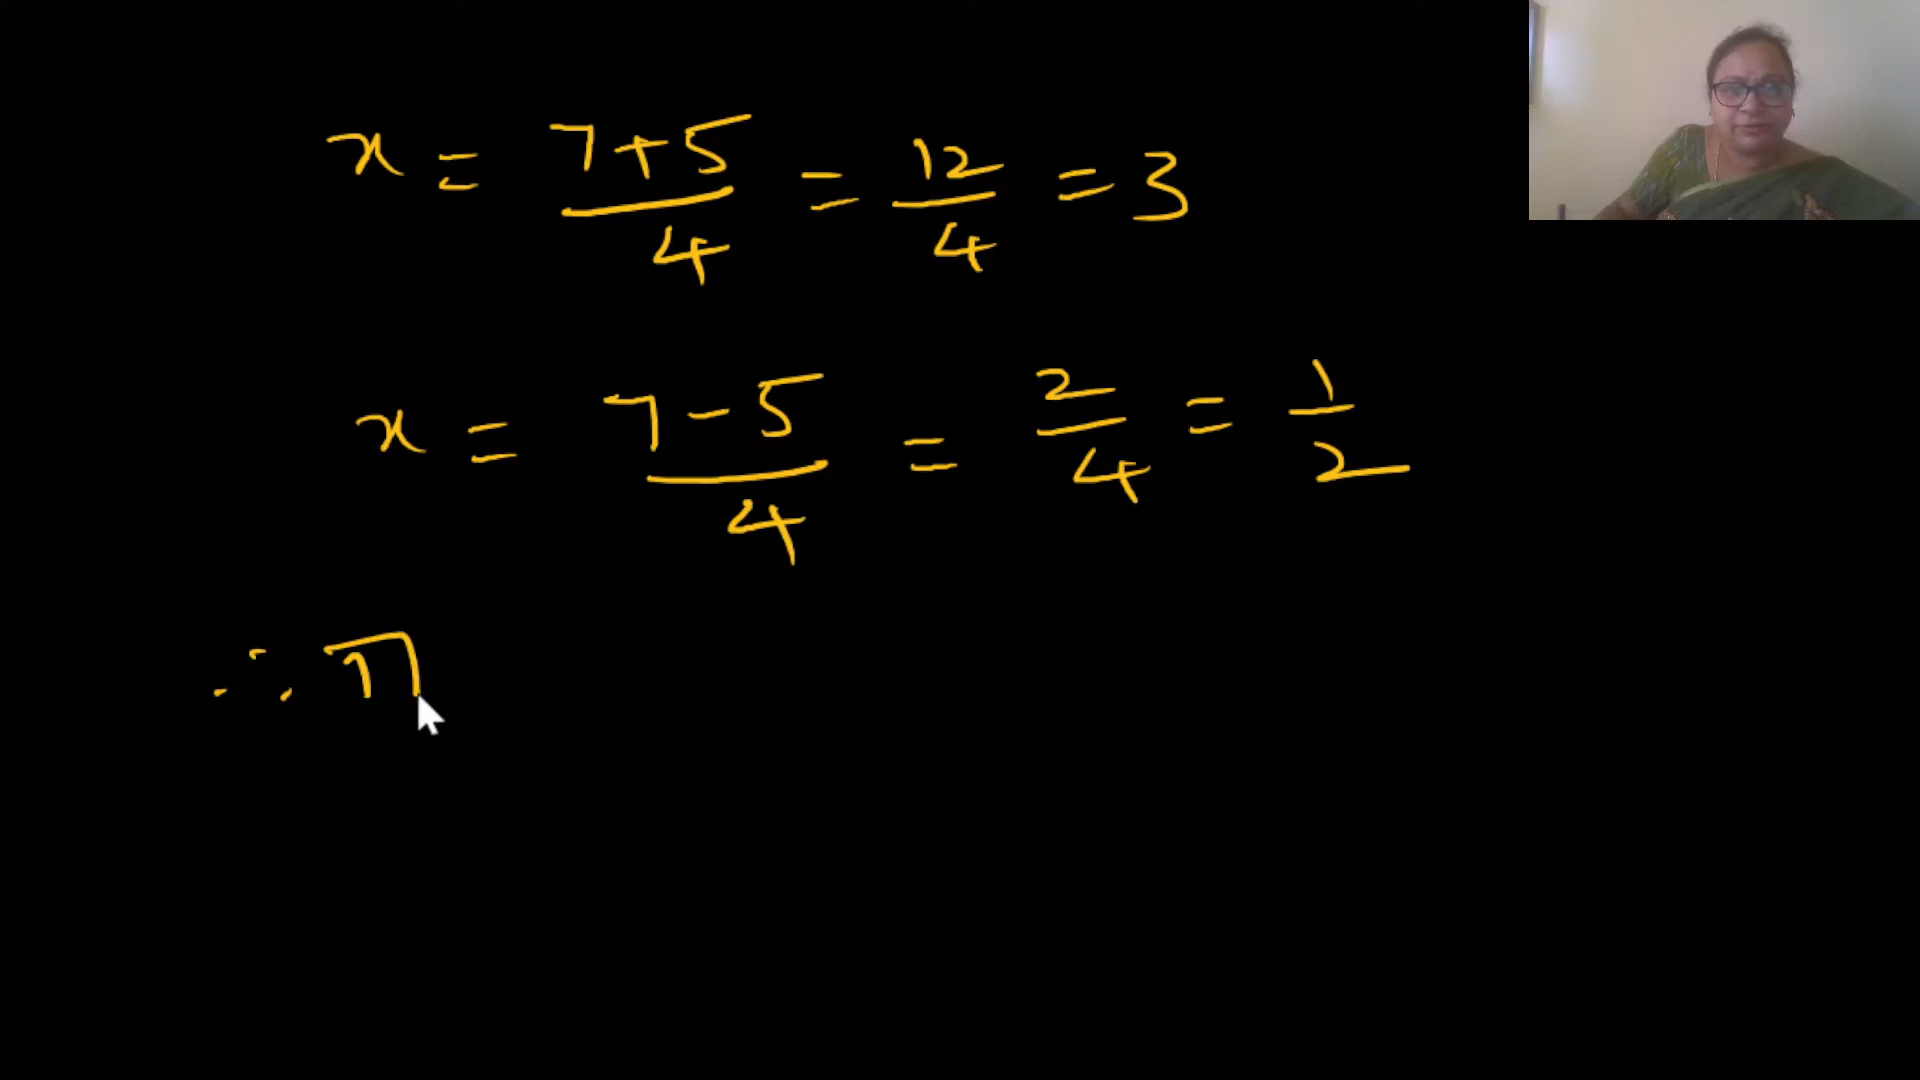 x = 7+5/4 = 12/4 = 3
x = 7-5/4 = 2/4 = 1/2
∴ π